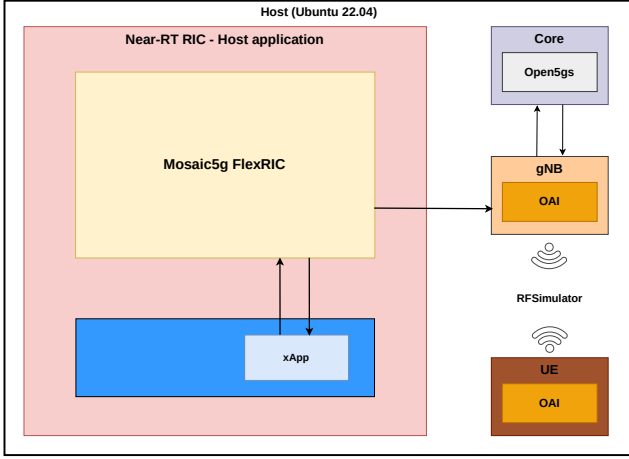 Host (Ubuntu 22.04)
Near-RT RIC - Host application
Mosaic5g FlexRIC
xApp
Core
Open5gs
gNB
OAI
RFSimulator
UE
OAI